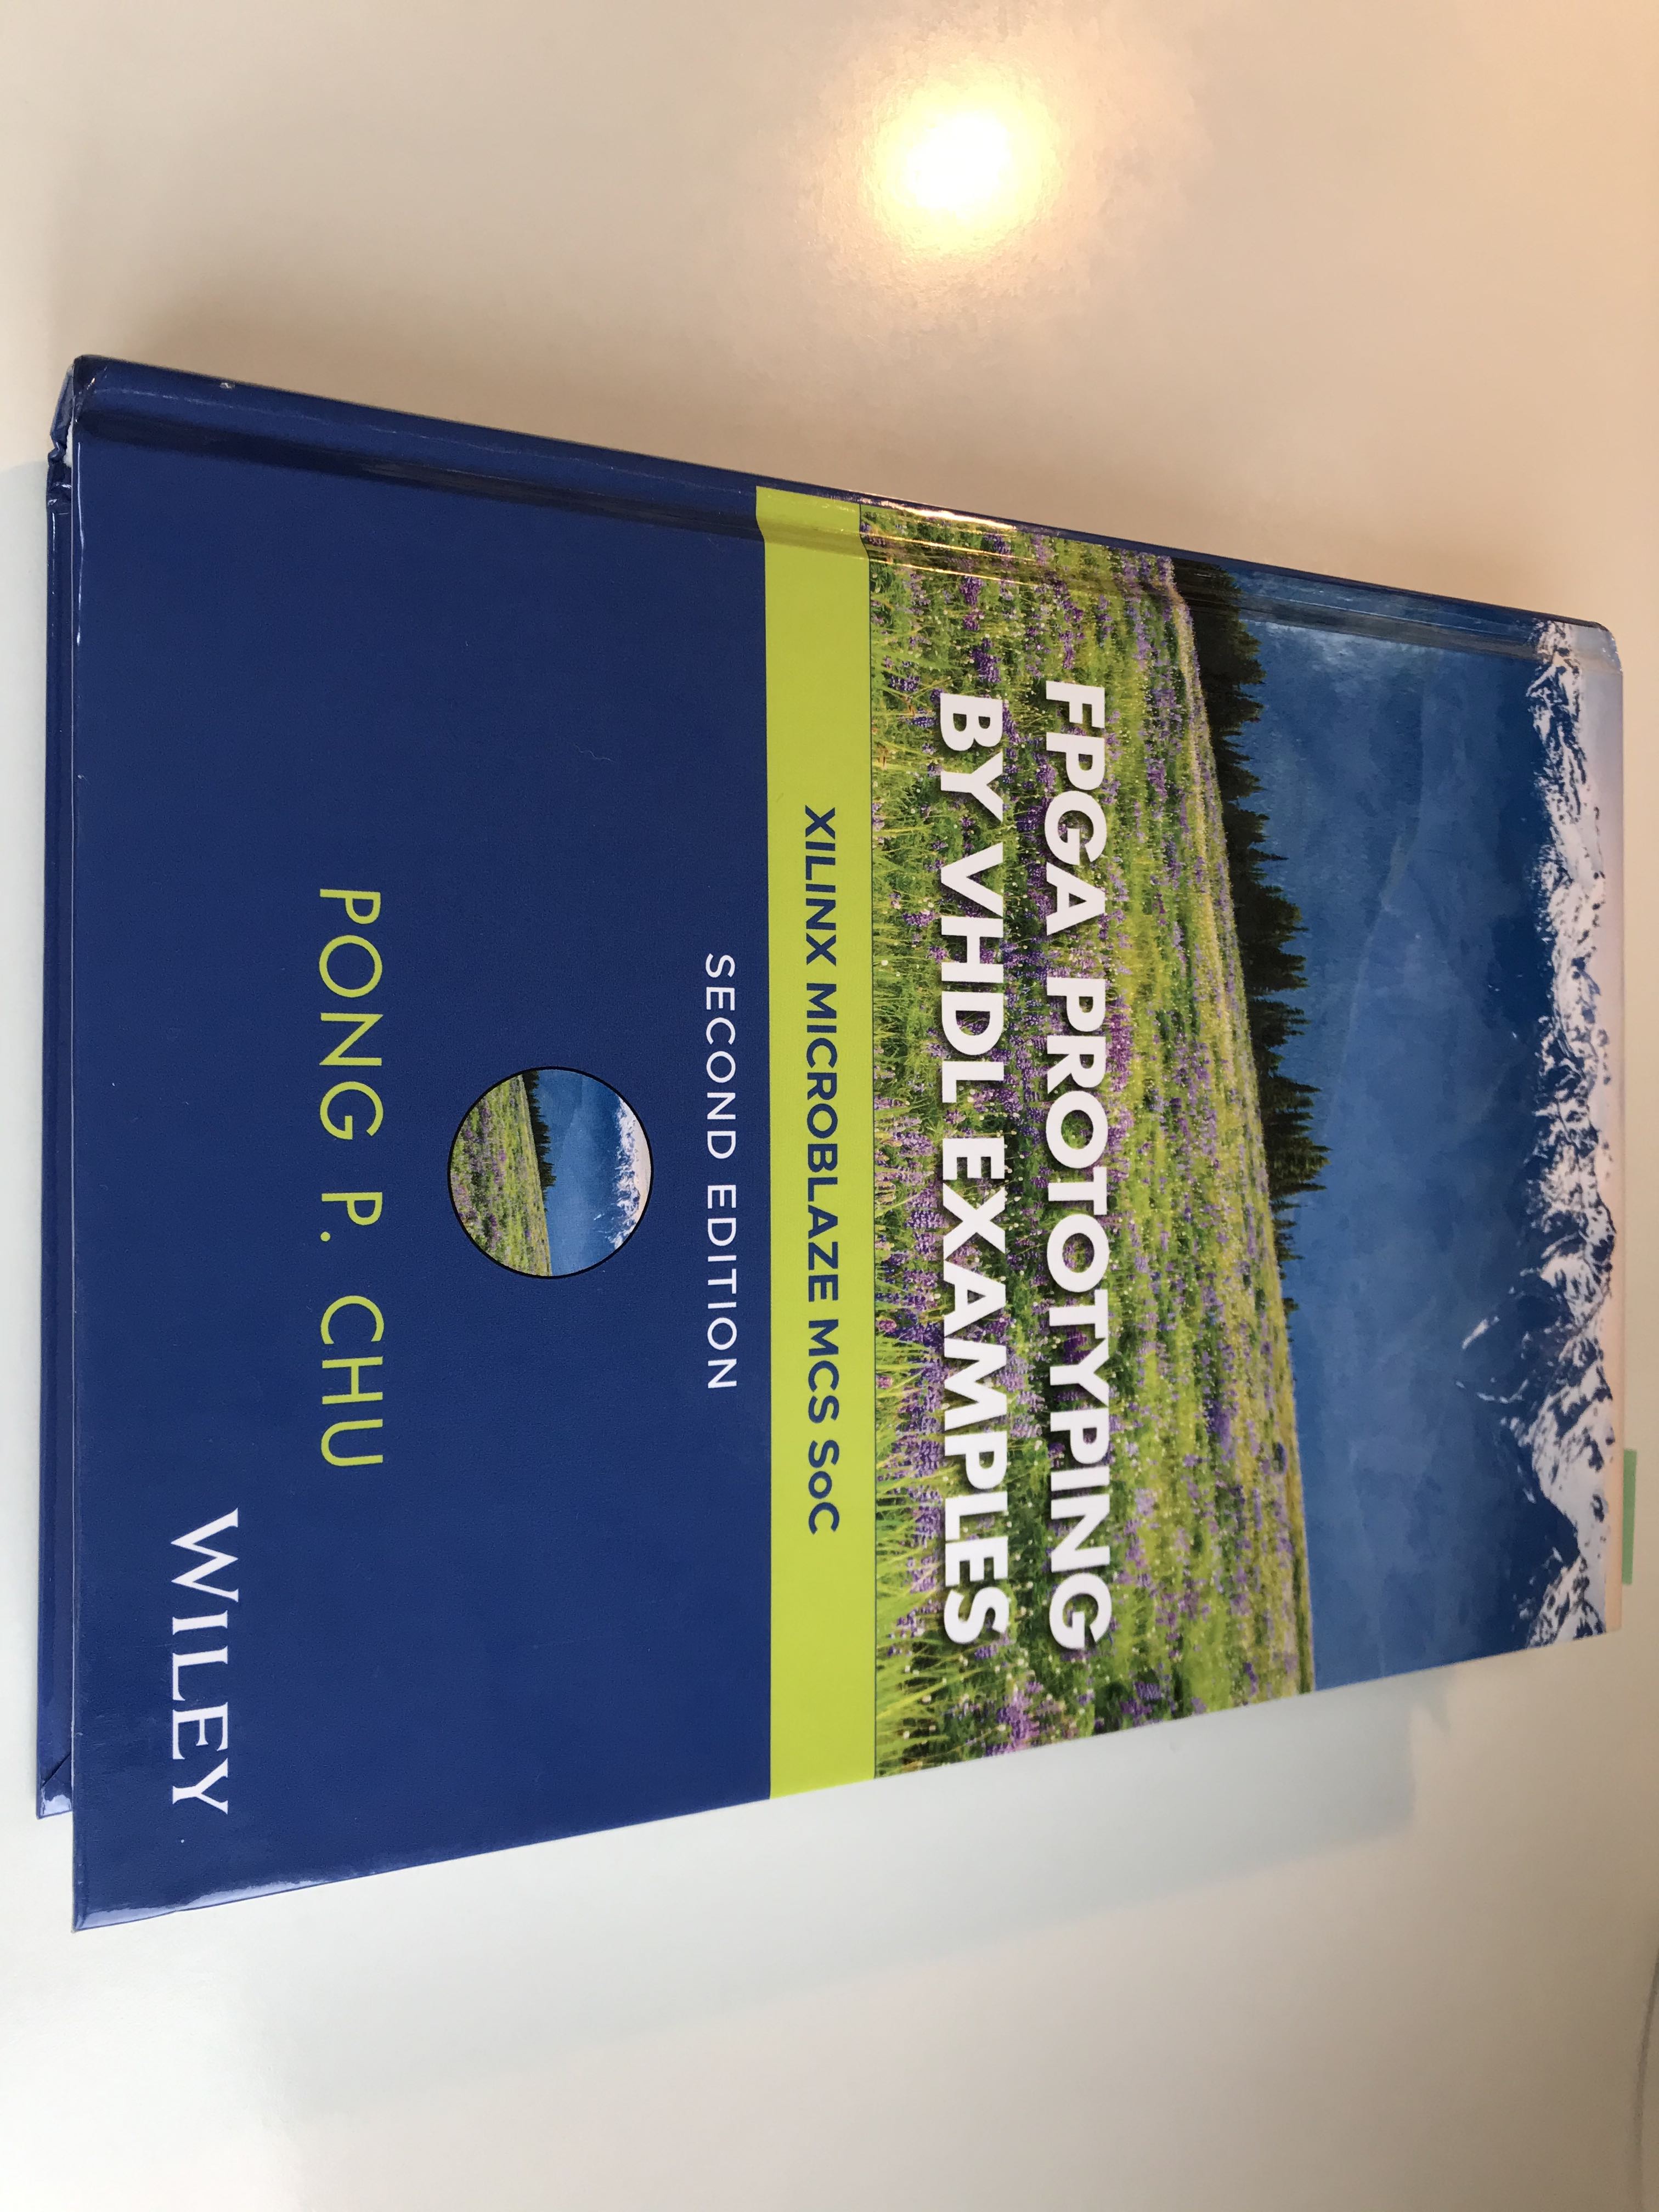 FPGA PROTOTYPING
BY VHDL EXAMPLES
XILINX MICROBLAZE MCS SoC
SECOND EDITION
PONG P. CHU
WILEY